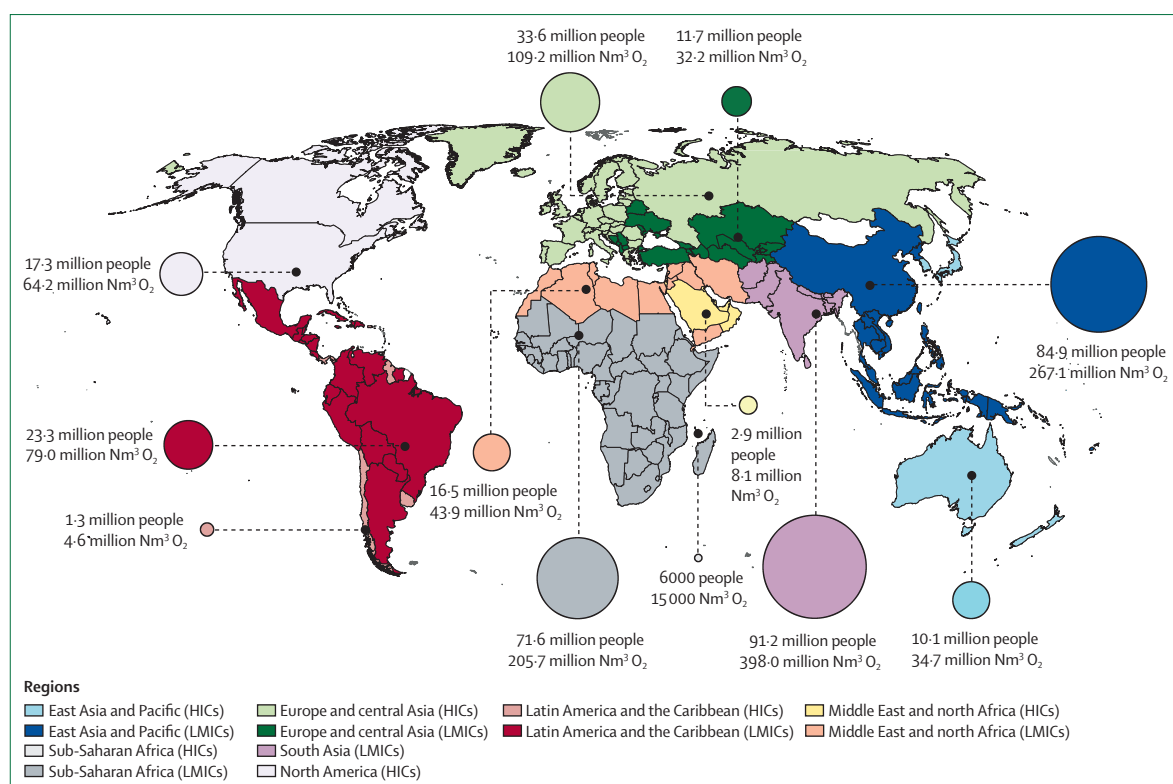 33·6 million people
109·2 million Nm³ O₂
11·7 million people
32·2 million Nm³ O₂
17·3 million people
64·2 million Nm³ O₂
84·9 million people
267·1 million Nm³ O₂
23·3 million people
79·0 million Nm³ O₂
16·5 million people
43·9 million Nm³ O₂
2·9 million
people
8·1 million
Nm³ O₂
1·3 million people
4·6 million Nm³ O₂
6000 people
15 000 Nm³ O₂
71·6 million people
205·7 million Nm³ O₂
91·2 million people
398·0 million Nm³ O₂
10·1 million people
34·7 million Nm³ O₂
Regions
East Asia and Pacific (HICs)
East Asia and Pacific (LMICs)
Sub-Saharan Africa (HICs)
Sub-Saharan Africa (LMICs)
Europe and central Asia (HICs)
Europe and central Asia (LMICs)
South Asia (LMICs)
North America (HICs)
Latin America and the Caribbean (HICs)
Latin America and the Caribbean (LMICs)
Middle East and north Africa (HICs)
Middle East and north Africa (LMICs)